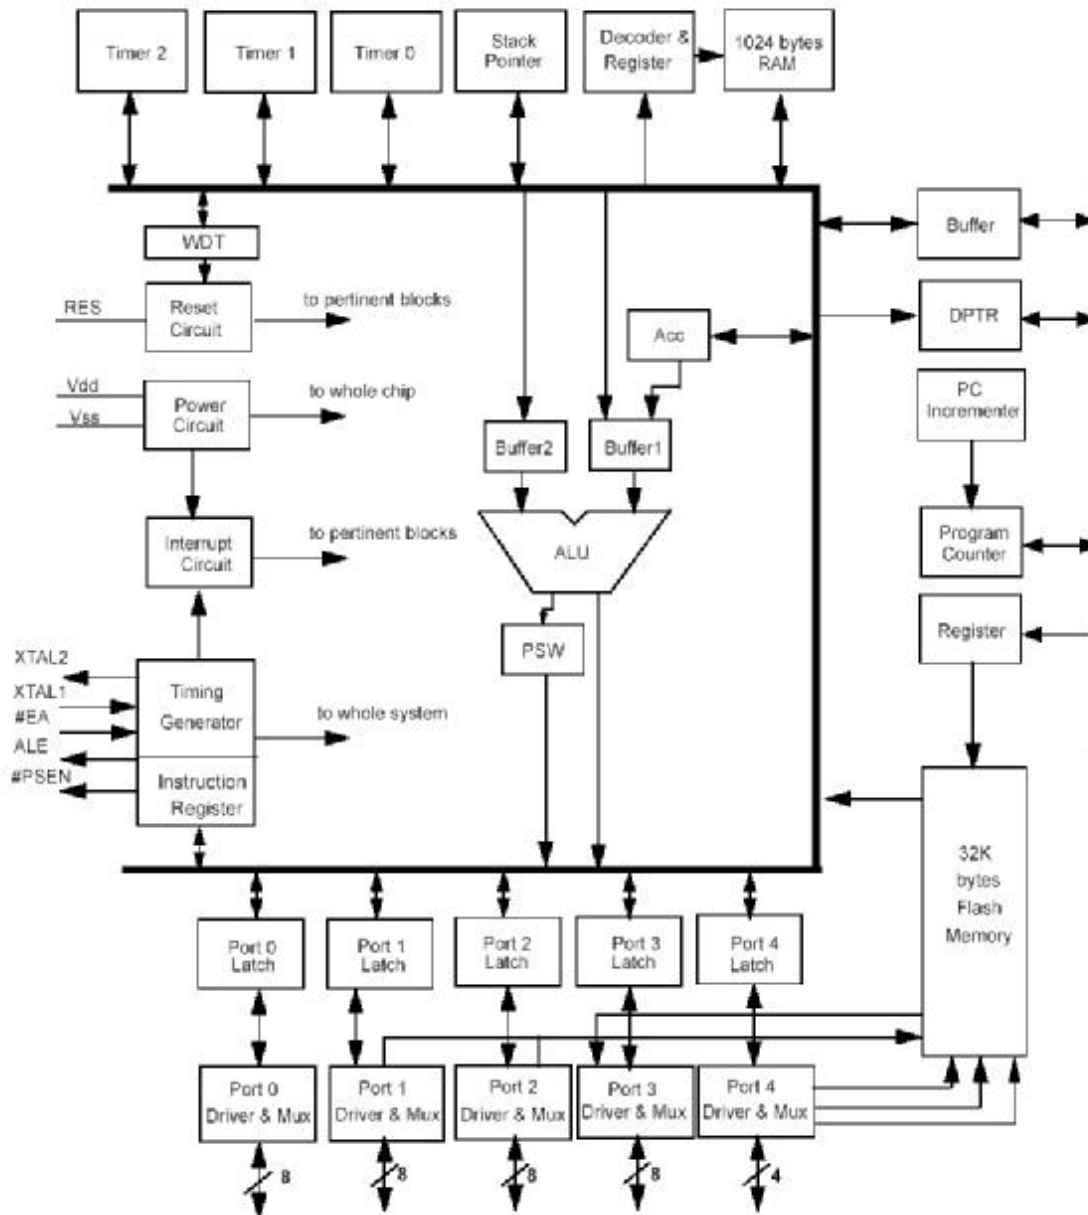 Timer 2
Timer 1
Timer 0
Stack
Pointer
Decoder &
Register
1024 bytes
RAM
WDT
RES
Reset
Circuit
to pertinent blocks
Buffer
DPTR
Acc
Vdd
Vss
Power
Circuit
to whole chip
PC
Incrementer
Buffer2
Buffer1
Interrupt
Circuit
to pertinent blocks
ALU
Program
Counter
PSW
Register
XTAL2
XTAL1
#EA
ALE
#PSEN
Timing
Generator
to whole system
Instruction
Register
32K
bytes
Flash
Memory
Port 0
Latch
Port 1
Latch
Port 2
Latch
Port 3
Latch
Port 4
Latch
Port 0
Driver & Mux
Port 1
Driver & Mux
Port 2
Driver & Mux
Port 3
Driver & Mux
Port 4
Driver & Mux
8
8
8
8
4